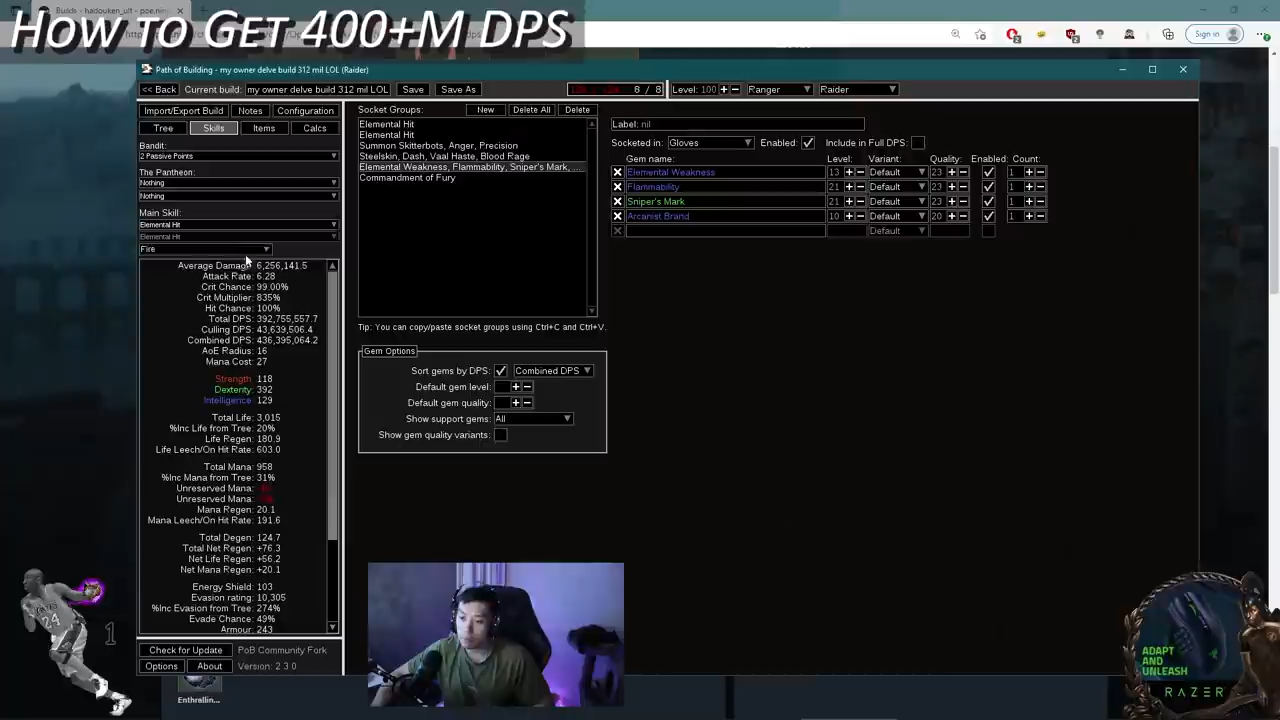 How to Get 400+M DPS
Builds - hadouken_ult - poe.nin
Sign in
Path of Building - my owner delve build 312 mil LOL (Raider)
<< Back Current build: my owner delve build 312 mil LOL Save Save As 8 / 8 Level: 100 + - Ranger Raider
Import/Export Build Notes Configuration
Tree Skills Items Calcs
Bandit:
2 Passive Points
The Pantheon:
Nothing
Nothing
Main Skill:
Elemental Hit
Elemental Hit
Fire
Average Damage: 6,256,141.5
Attack Rate: 6.28
Crit Chance: 99.00%
Crit Multiplier: 835%
Hit Chance: 100%
Total DPS: 392,755,557.7
Culling DPS: 43,639,506.4
Combined DPS: 436,395,064.2
AoE Radius: 16
Mana Cost: 27
Strength: 118
Dexterity: 392
Intelligence: 129
Total Life: 3,015
%Inc Life from Tree: 20%
Life Regen: 180.9
Life Leech/On Hit Rate: 603.0
Total Mana: 958
%Inc Mana from Tree: 31%
Unreserved Mana:
Unreserved Mana:
Mana Regen: 20.1
Mana Leech/On Hit Rate: 191.6
Total Degen: 124.7
Total Net Regen: +76.3
Net Life Regen: +56.2
Net Mana Regen: +20.1
Energy Shield: 103
Evasion rating: 10,305
%Inc Evasion from Tree: 274%
Evade Chance: 49%
Armour: 243
Check for Update PoB Community Fork
Options About Version: 2.3.0
Socket Groups: New Delete All Delete
Elemental Hit
Elemental Hit
Summon Skitterbots, Anger, Precision
Steelskin, Dash, Vaal Haste, Blood Rage
Elemental Weakness, Flammability, Sniper's Mark, ...
Commandment of Fury
Tip: You can copy/paste socket groups using Ctrl+C and Ctrl+V.
Gem Options
Sort gems by DPS: Combined DPS
Default gem level: + -
Default gem quality: + -
Show support gems: All
Show gem quality variants:
Label: nil
Socketed in: Gloves Enabled: Include in Full DPS:
Gem name: Level: Variant: Quality: Enabled: Count:
Elemental Weakness 13 + - Default 23 + - 1 + -
Flammability 21 + - Default 23 + - 1 + -
Sniper's Mark 21 + - Default 23 + - 1 + -
Arcanist Brand 10 + - Default 20 + - 1 + -
Default
24
1
Enthrallin...
ADAPT
AND
UNLEASH
RAZER